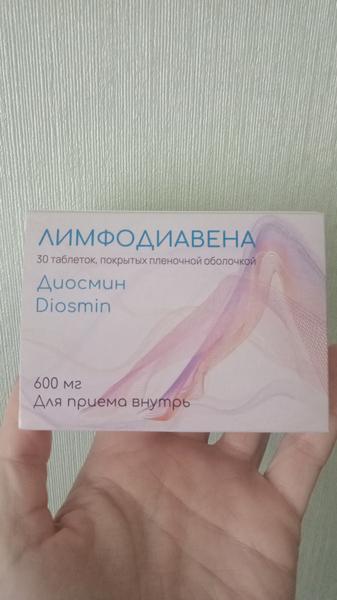 ЛИМФОДИАВЕНА
30 таблеток, покрытых пленочной оболочкой
Диосмин
Diosmin
600 мг
Для приема внутрь